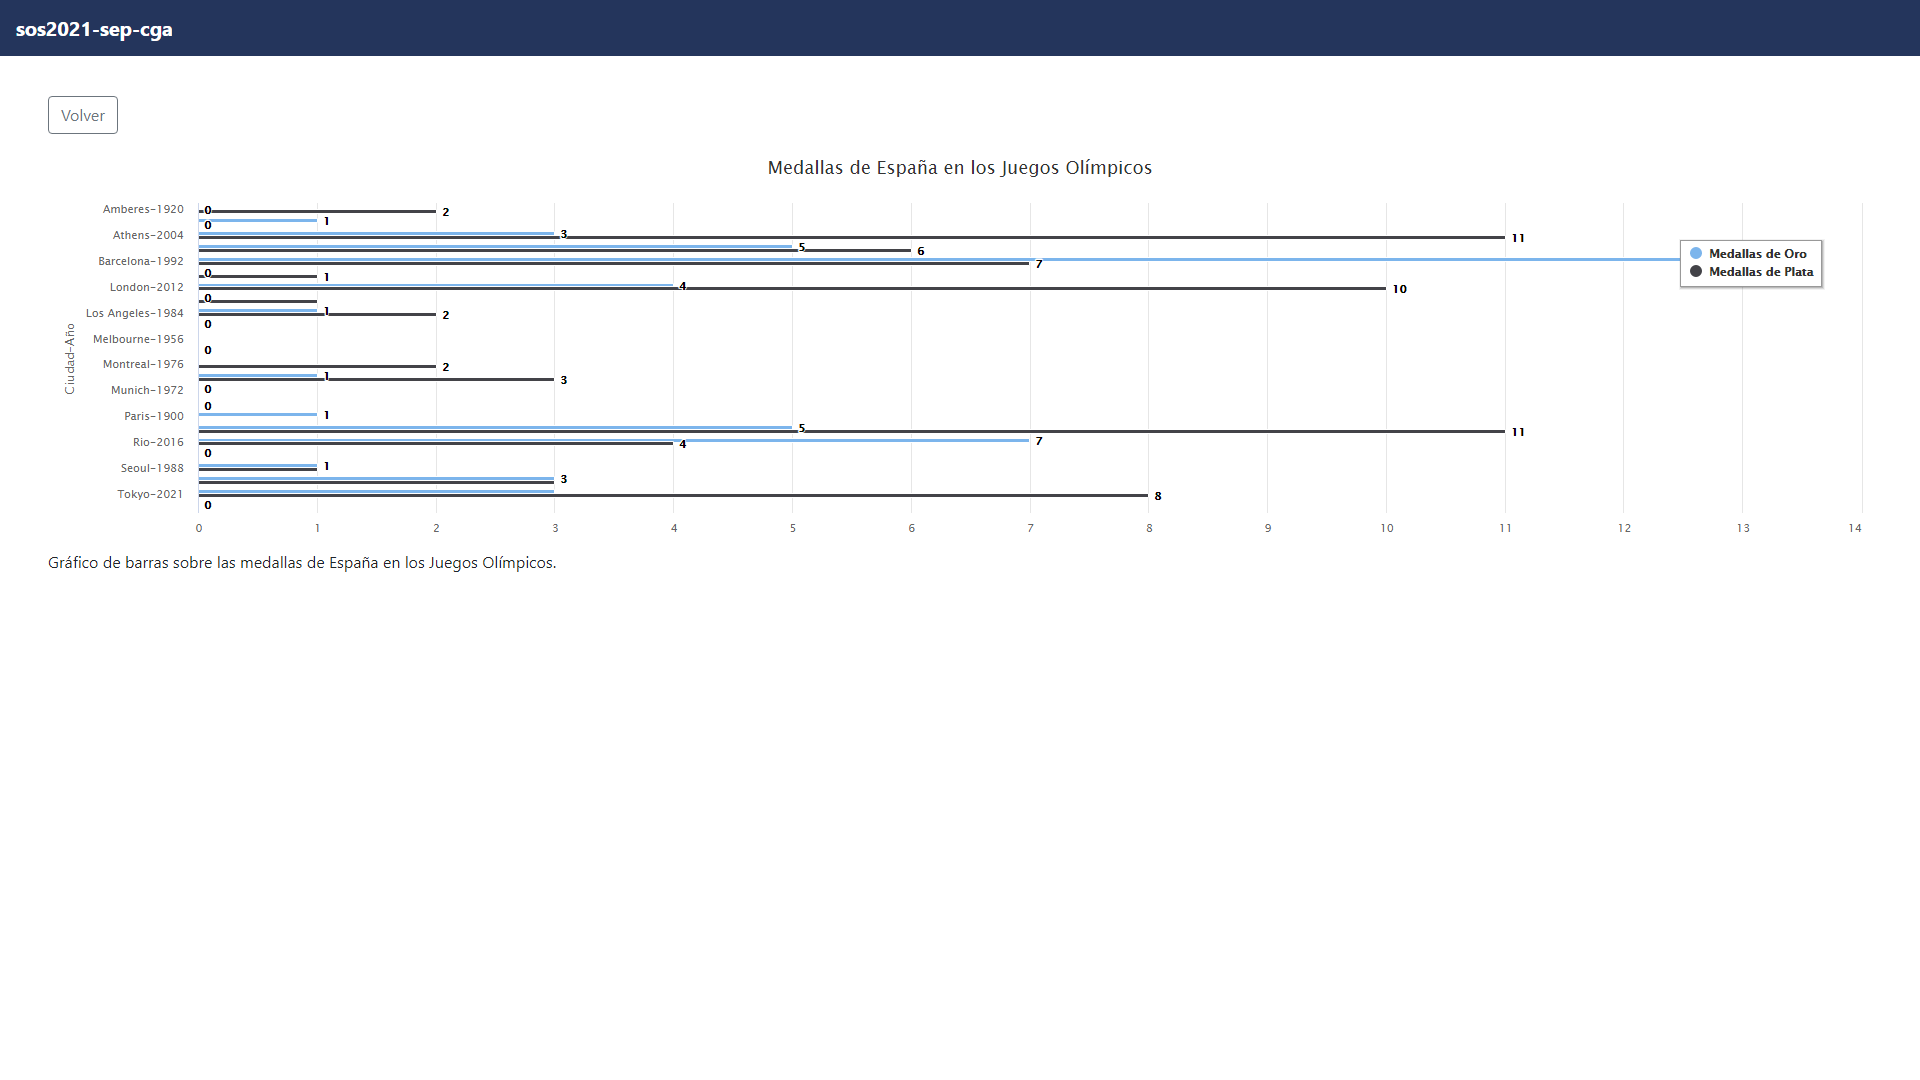 sos2021-sep-cga
Volver
Medallas de España en los Juegos Olímpicos
Ciudad-Año
Amberes-1920 0 2
1
0
Athens-2004 3 11
5 6
Barcelona-1992 7
0 1
London-2012 4 10
0
Los Angeles-1984 1 2
0
Melbourne-1956
0
Montreal-1976 2
1 3
Munich-1972 0
0
Paris-1900 1
5 11
Rio-2016 4 7
0
Seoul-1988 1
3
Tokyo-2021 8
0
Medallas de Oro
Medallas de Plata
0 1 2 3 4 5 6 7 8 9 10 11 12 13 14
Gráfico de barras sobre las medallas de España en los Juegos Olímpicos.